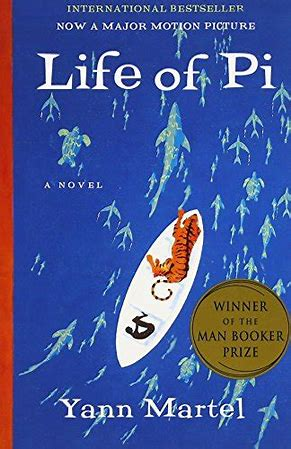 INTERNATIONAL BESTSELLER
NOW A MAJOR MOTION PICTURE
Life of Pi
A NOVEL
WINNER
OF THE
MAN BOOKER
PRIZE
Yann Martel